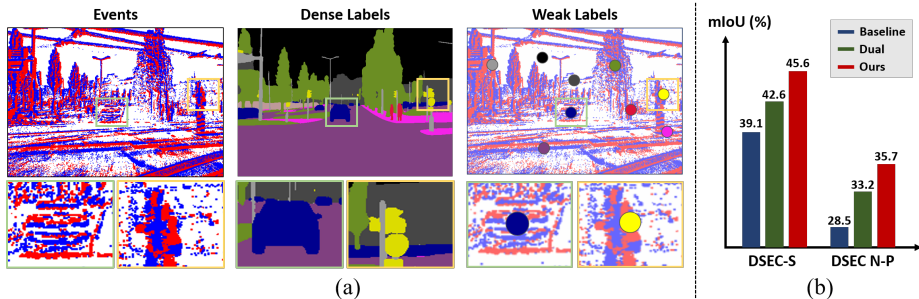 Events
Dense Labels
Weak Labels
(a)
mIoU (%)
Baseline
Dual
Ours
39.1
42.6
45.6
28.5
33.2
35.7
DSEC-S
DSEC N-P
(b)